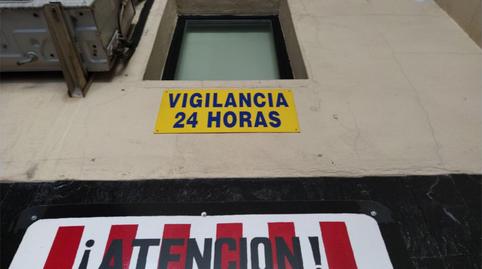 VIGILANCIA
24 HORAS
¡ATENCION!